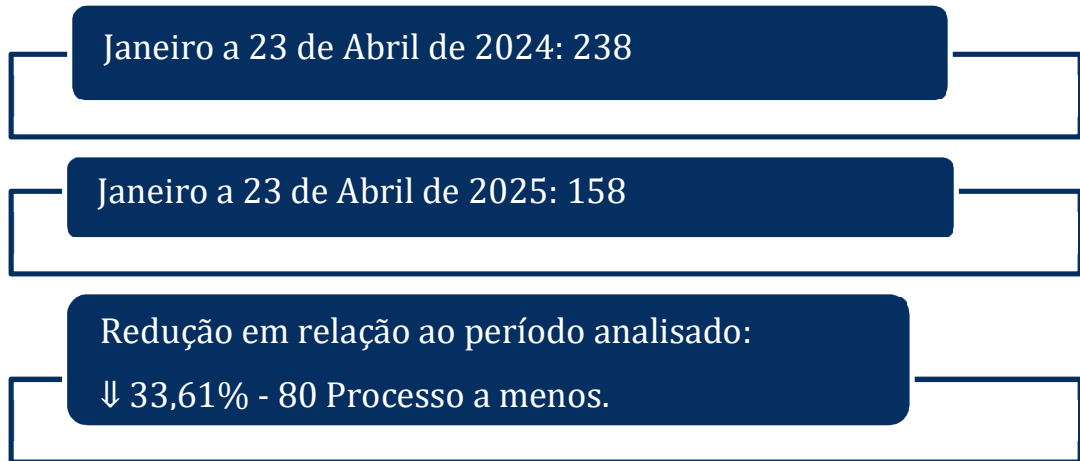 Janeiro a 23 de Abril de 2024: 238
Janeiro a 23 de Abril de 2025: 158
Redução em relação ao período analisado:
⇓ 33,61% - 80 Processo a menos.